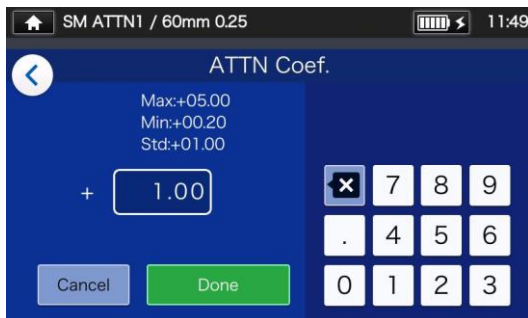 SM ATTN1 / 60mm 0.25
11:49
ATTN Coef.
Max:+05.00
Min:+00.20
Std:+01.00
+ 1.00
7 8 9
. 4 5 6
0 1 2 3
Cancel Done